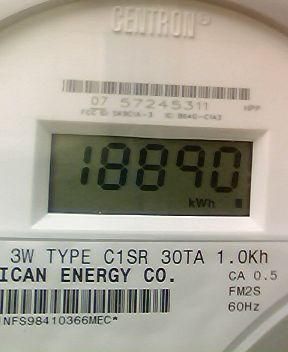 CENTRON®
07 57245311
18890
kWh
3W TYPE C1SR 30TA 1.0Kh
ICAN ENERGY CO.
CA 0.5
FM2S
60Hz
NFS98410366MEC*